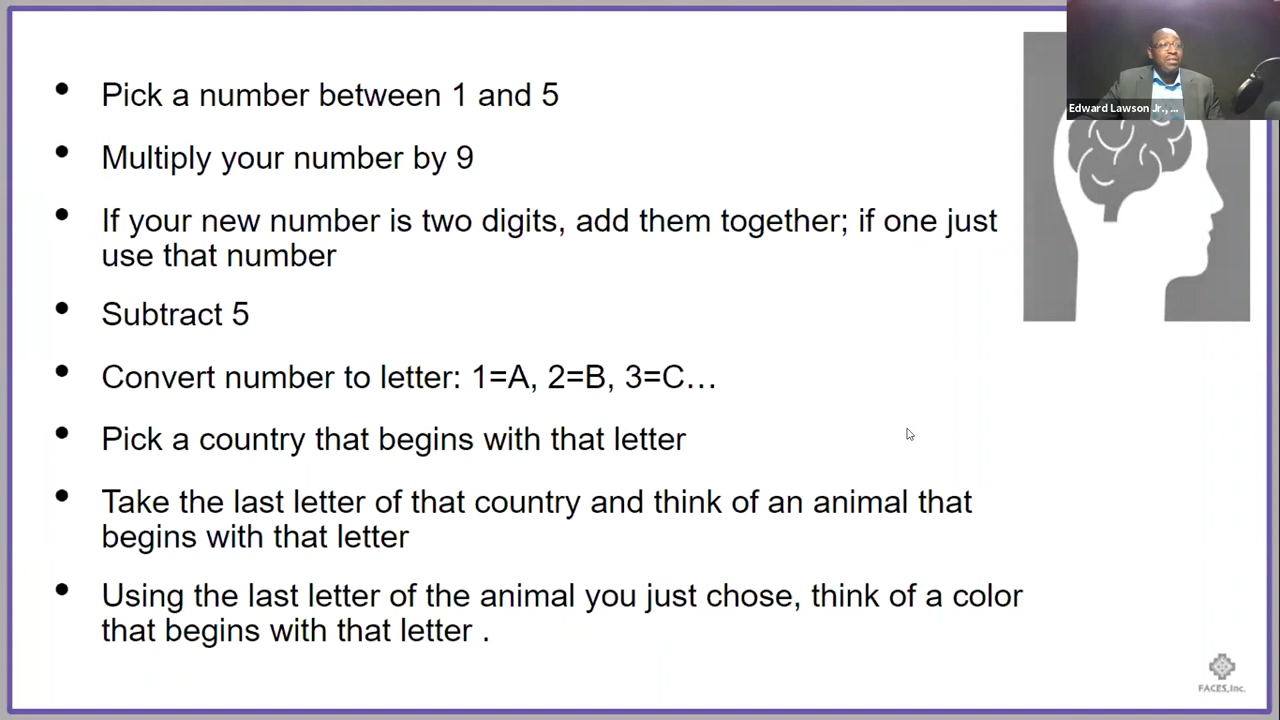 Edward Lawson Jr., ...
• Pick a number between 1 and 5
• Multiply your number by 9
• If your new number is two digits, add them together; if one just
use that number
• Subtract 5
• Convert number to letter: 1=A, 2=B, 3=C…
• Pick a country that begins with that letter
• Take the last letter of that country and think of an animal that
begins with that letter
• Using the last letter of the animal you just chose, think of a color
that begins with that letter .
FACES,Inc.